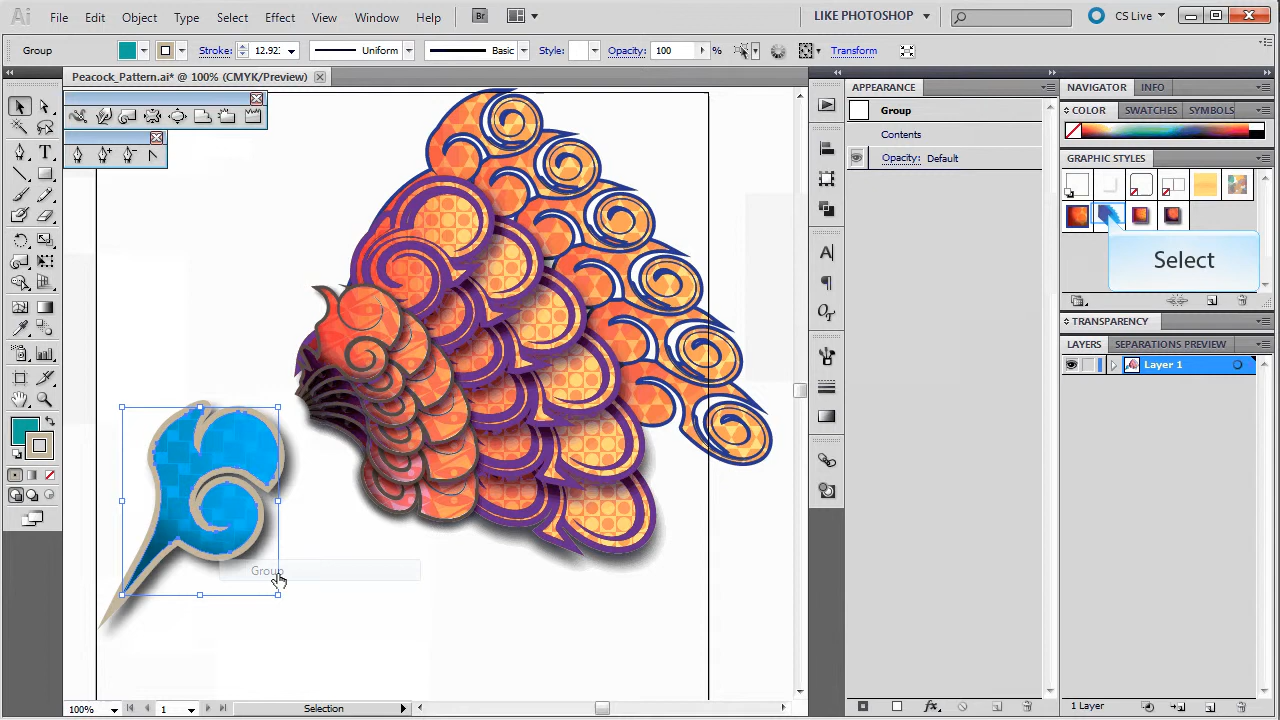 Ai File Edit Object Type Select Effect View Window Help Br LIKE PHOTOSHOP CS Live
Group Stroke: 12.92 Uniform Basic Style: Opacity: 100 % Transform
Peacock_Pattern.ai* @ 100% (CMYK/Preview)
APPEARANCE
Group
Contents
Opacity: Default
NAVIGATOR INFO
COLOR SWATCHES SYMBOLS
GRAPHIC STYLES
Select
TRANSPARENCY
LAYERS SEPARATIONS PREVIEW
Layer 1
Group
100% 1 Selection
fx
1 Layer